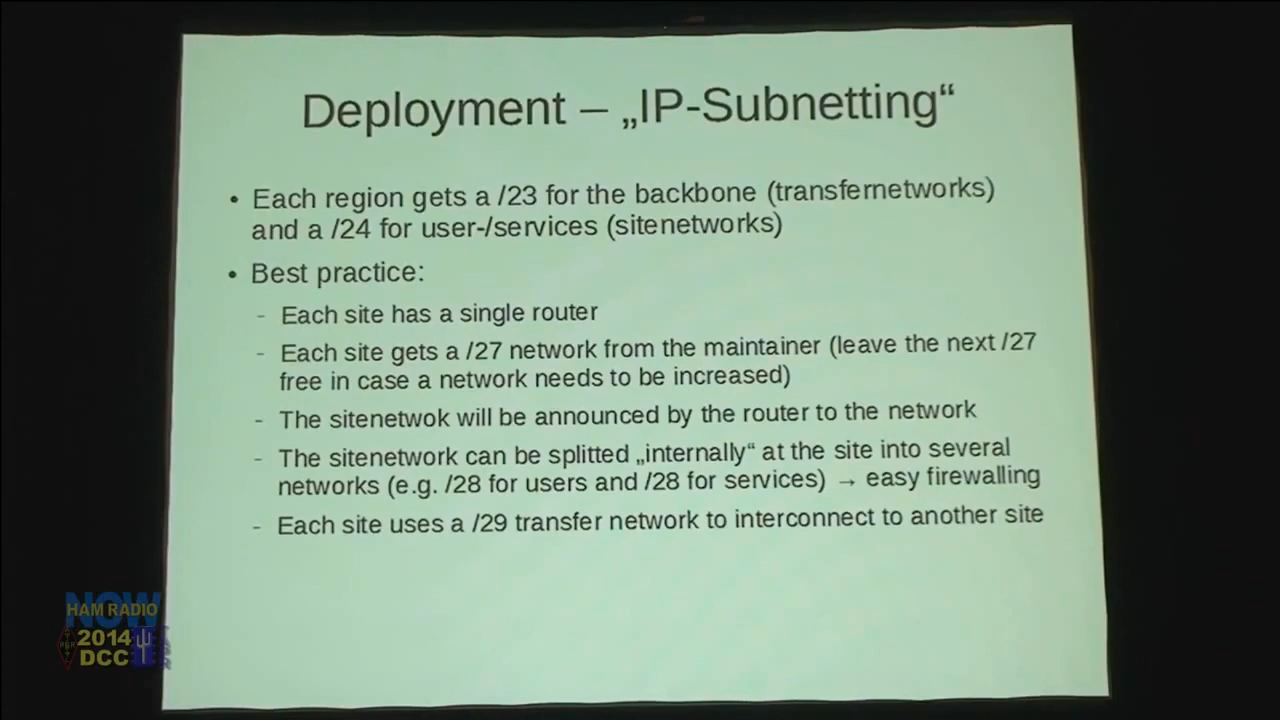 Deployment – „IP-Subnetting“
• Each region gets a /23 for the backbone (transfernetworks)
and a /24 for user-/services (sitenetworks)
• Best practice:
- Each site has a single router
- Each site gets a /27 network from the maintainer (leave the next /27
free in case a network needs to be increased)
- The sitenetwok will be announced by the router to the network
- The sitenetwork can be splitted „internally“ at the site into several
networks (e.g. /28 for users and /28 for services) → easy firewalling
- Each site uses a /29 transfer network to interconnect to another site
NOW
HAM RADIO
2014
DCC